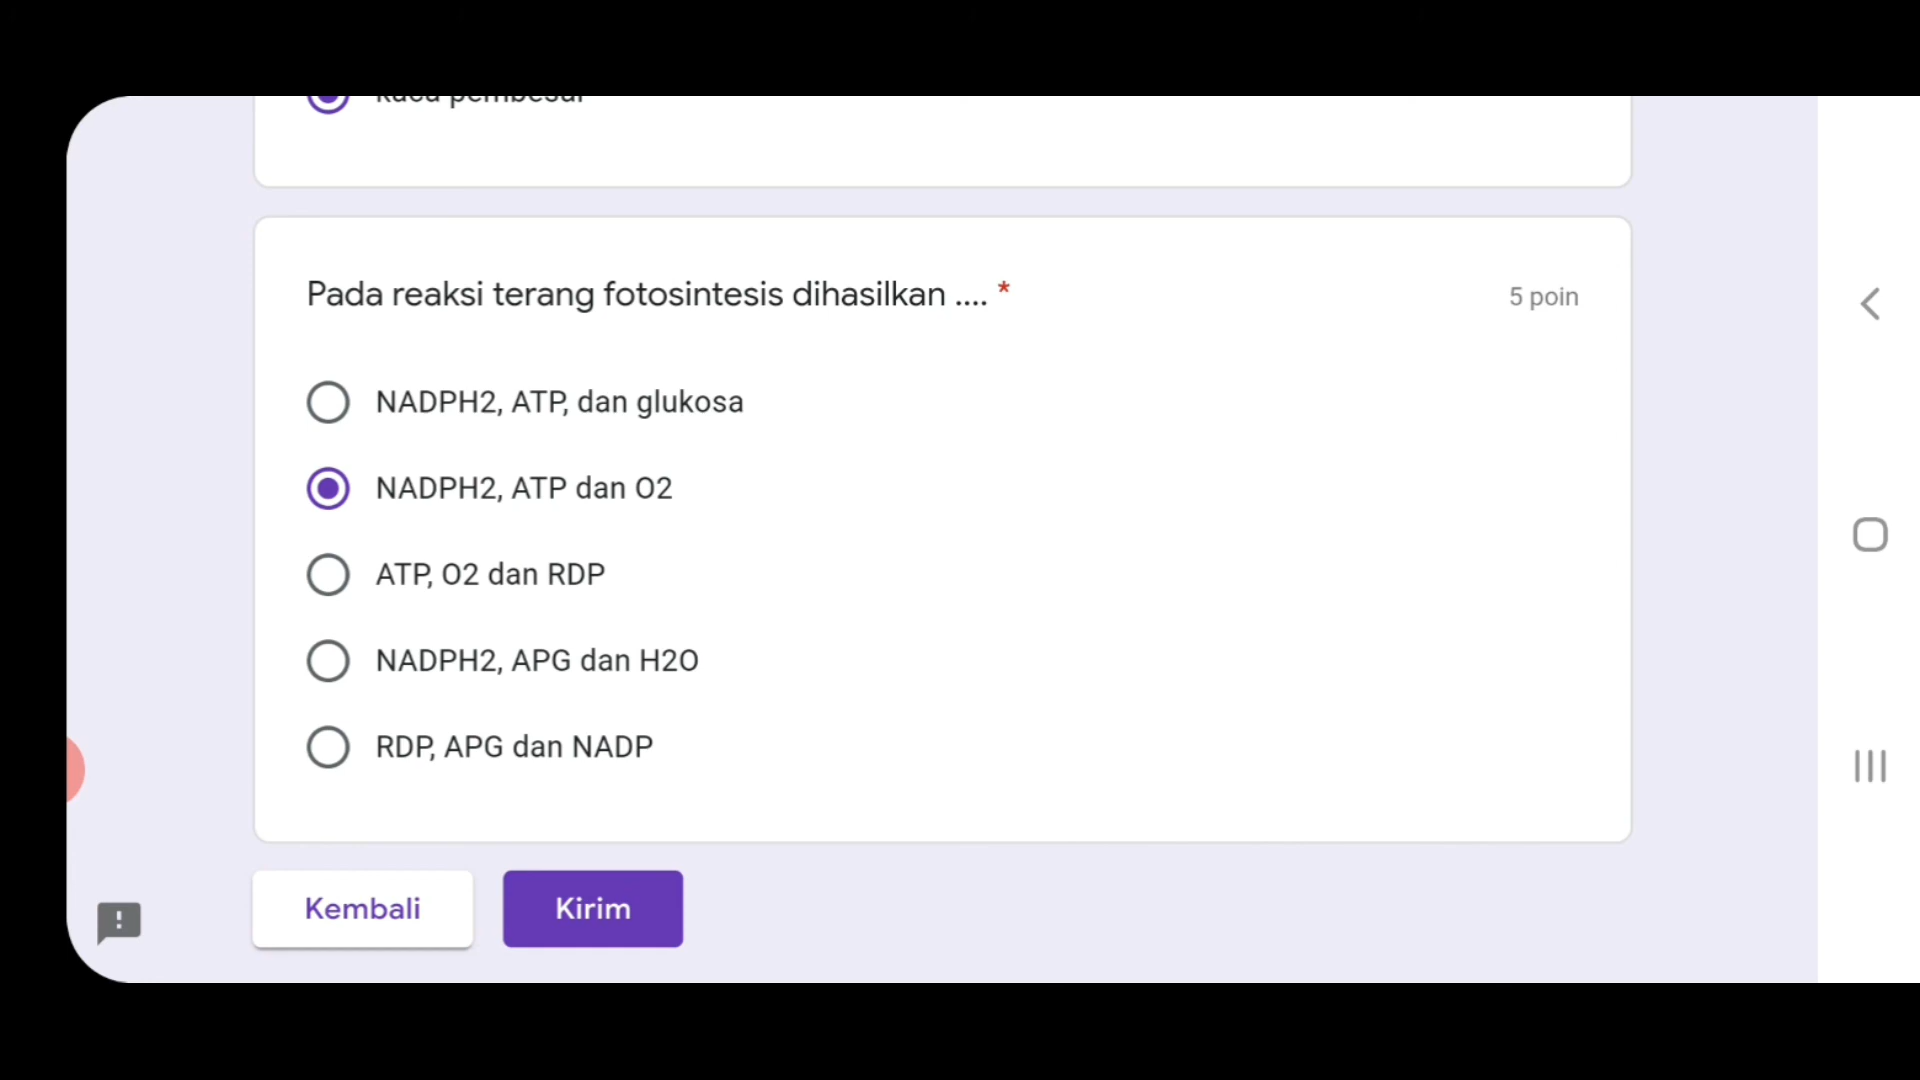 Pada reaksi terang fotosintesis dihasilkan .... *
5 poin
NADPH2, ATP, dan glukosa
NADPH2, ATP dan O2
ATP, O2 dan RDP
NADPH2, APG dan H2O
RDP, APG dan NADP
Kembali
Kirim